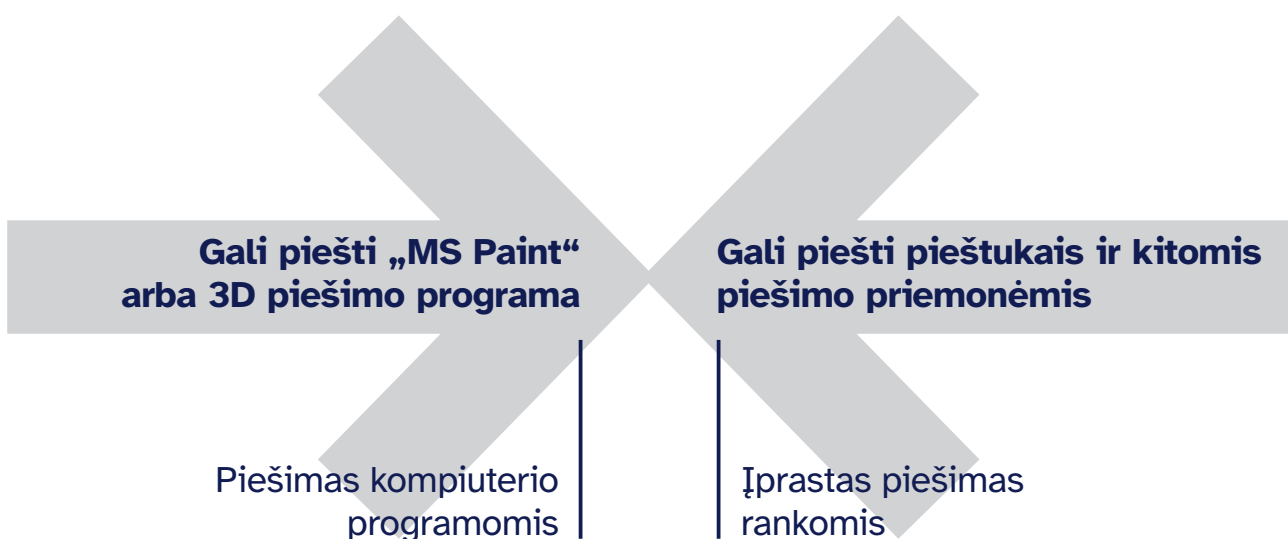 Gali piešti „MS Paint“
arba 3D piešimo programa
Gali piešti pieštukais ir kitomis
piešimo priemonėmis
Piešimas kompiuterio
programomis
Įprastas piešimas
rankomis